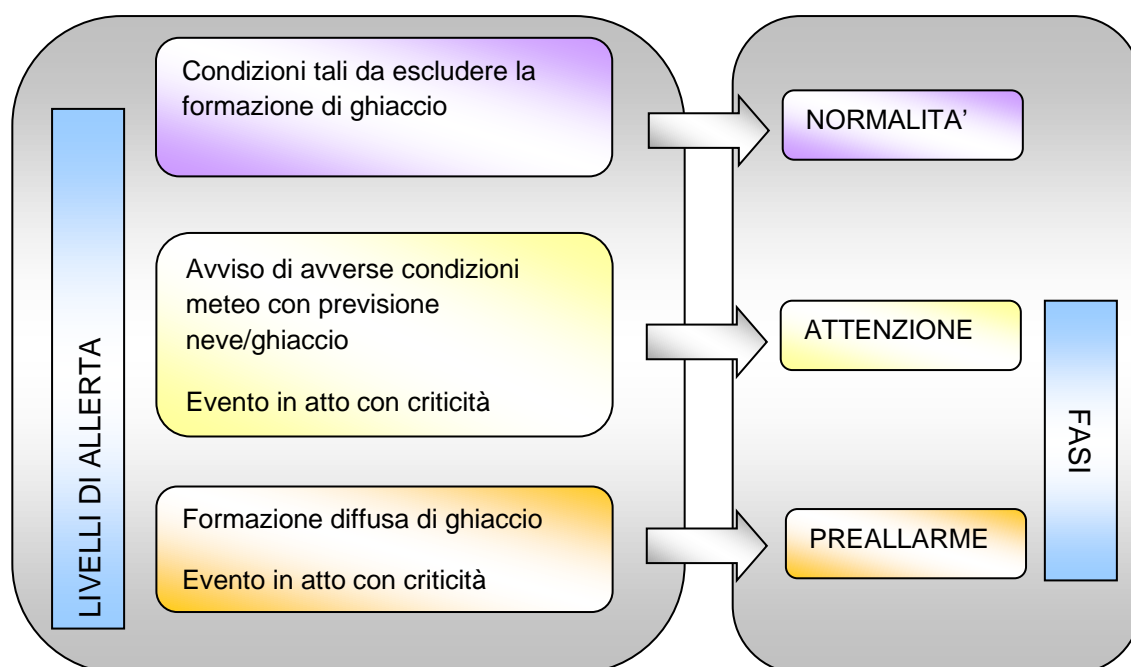 LIVELLI DI ALLERTA
Condizioni tali da escludere la
formazione di ghiaccio
NORMALITA’
Avviso di avverse condizioni
meteo con previsione
neve/ghiaccio
Evento in atto con criticità
ATTENZIONE
Formazione diffusa di ghiaccio
Evento in atto con criticità
PREALLARME
FASI